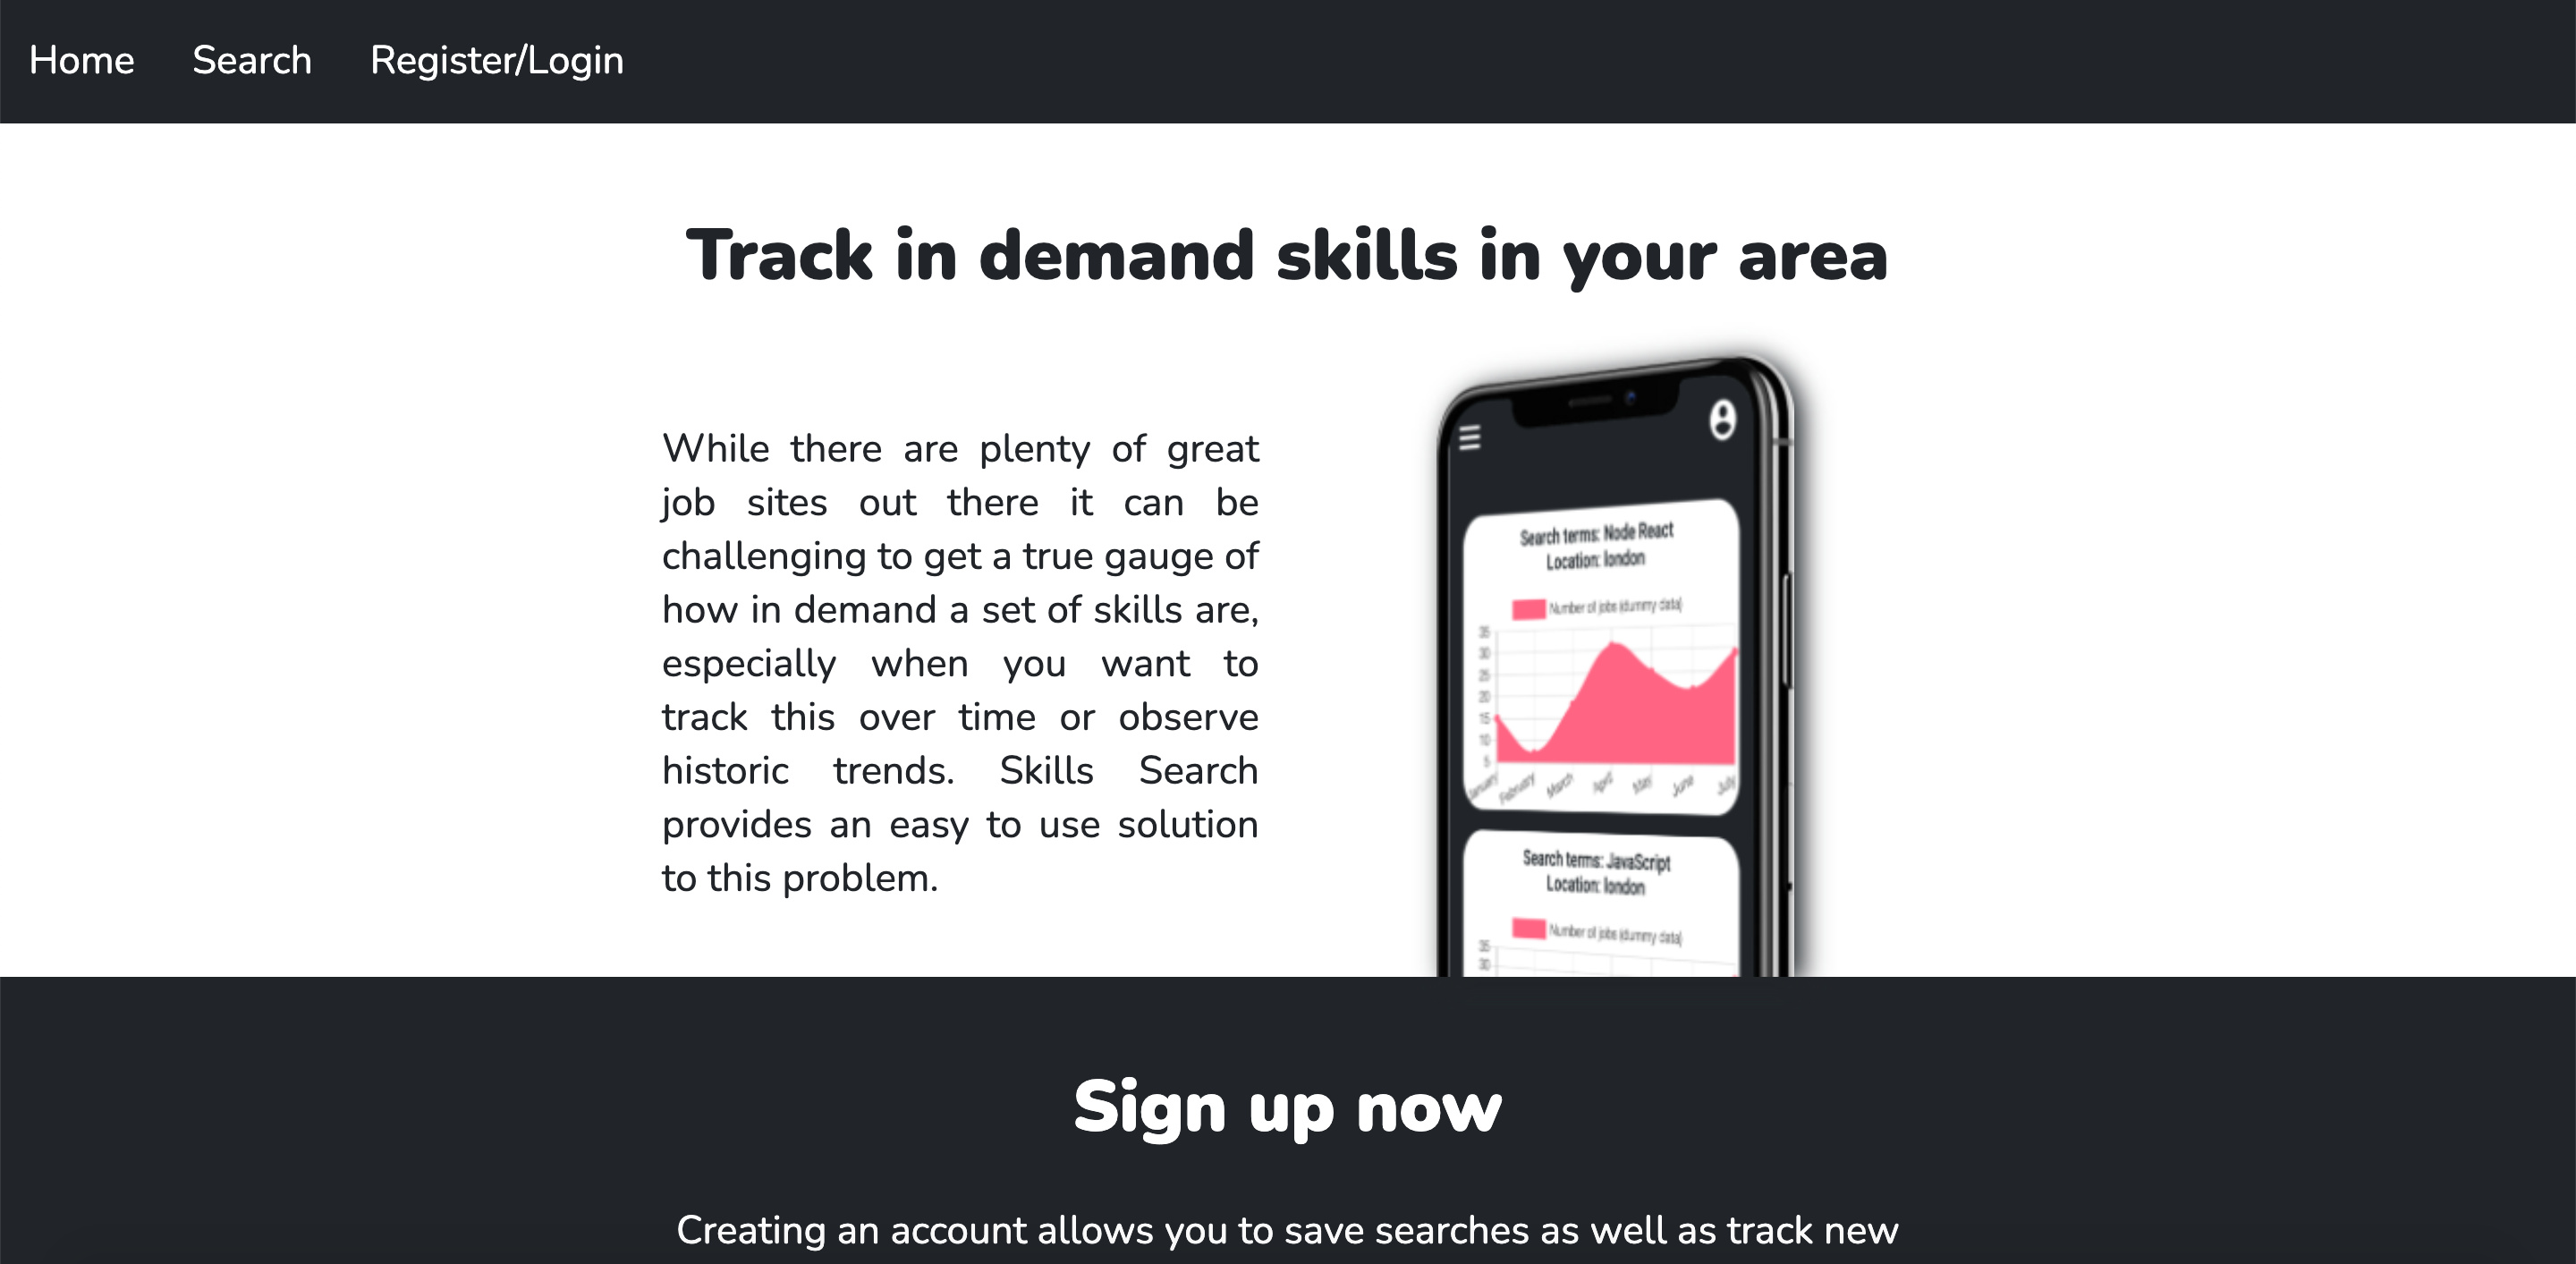 Home Search Register/Login
Track in demand skills in your area
While there are plenty of great
job sites out there it can be
challenging to get a true gauge of
how in demand a set of skills are,
especially when you want to
track this over time or observe
historic trends. Skills Search
provides an easy to use solution
to this problem.
Search terms: Node React
Location: london
Number of jobs (dummy data)
35
30
25
20
15
10
5
January February March April May June July
Search terms: JavaScript
Location: london
Number of jobs (dummy data)
35
30
Sign up now
Creating an account allows you to save searches as well as track new